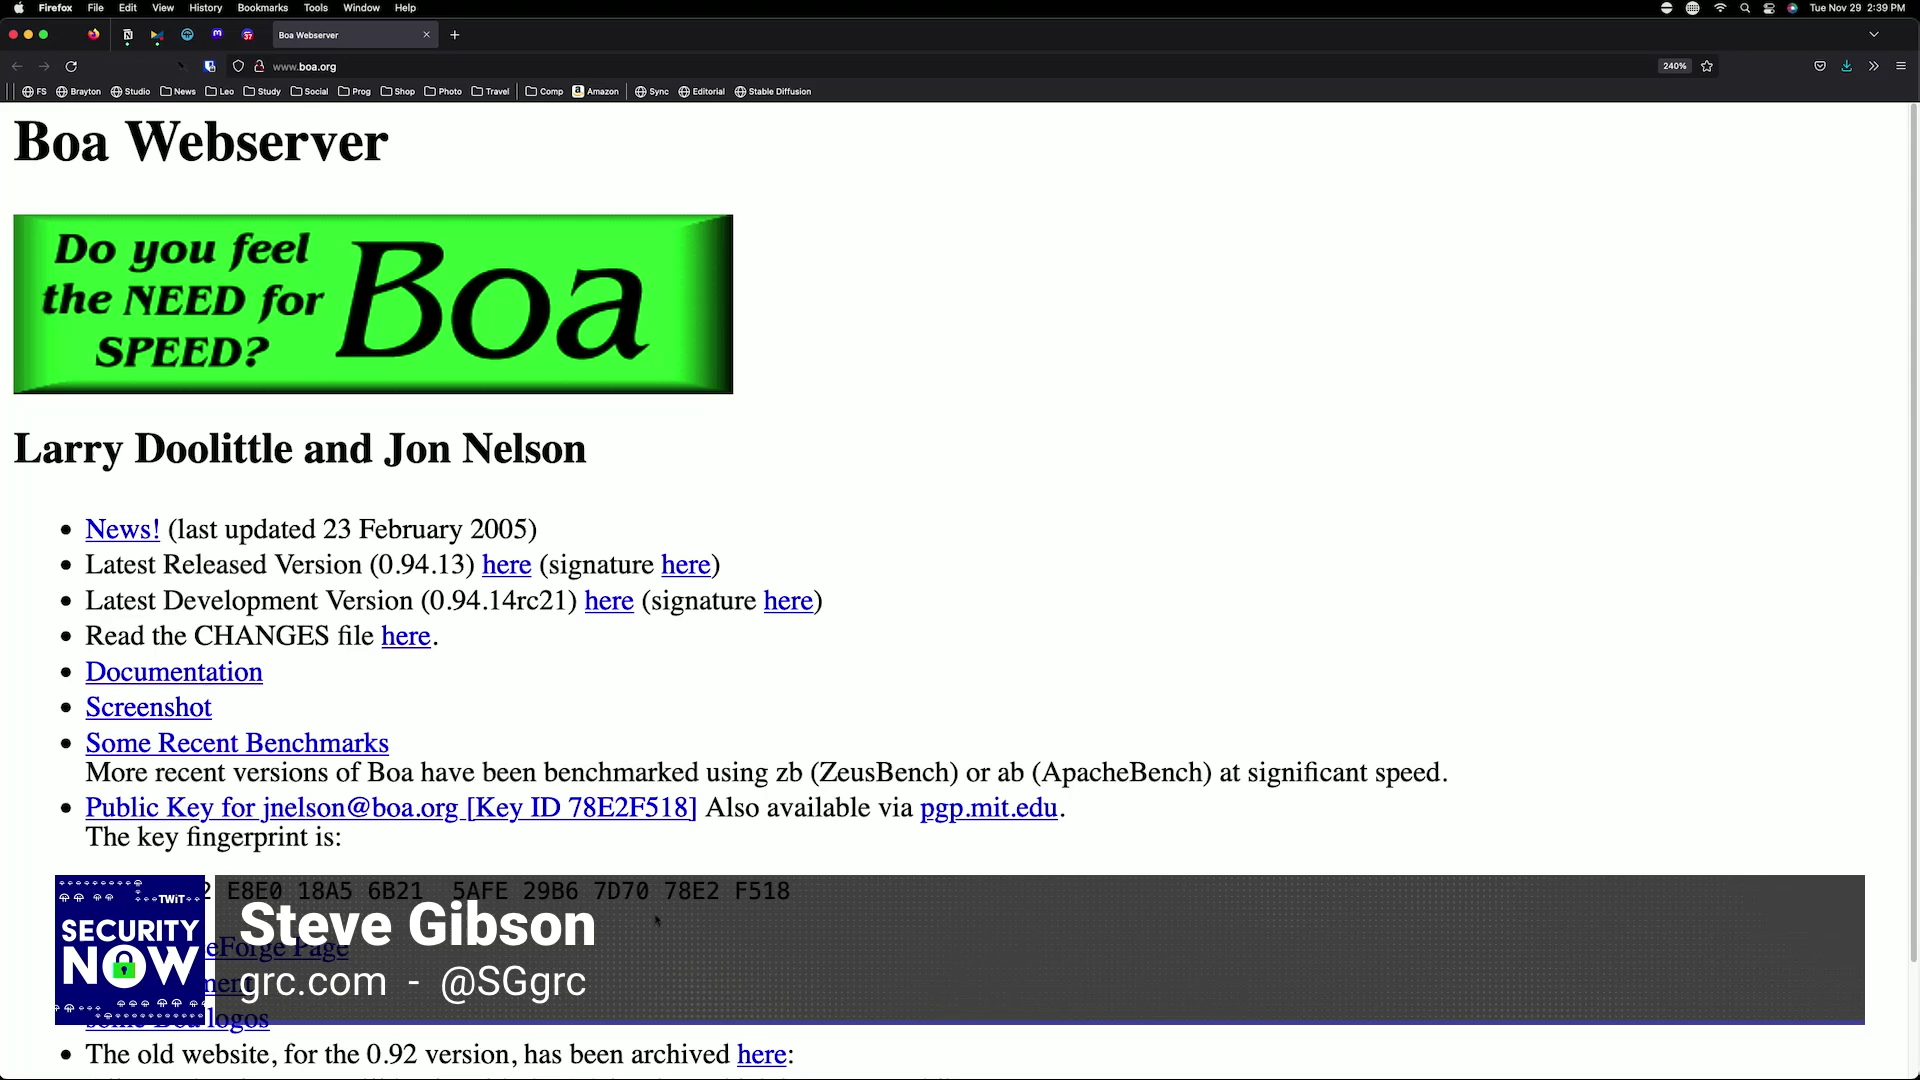 Firefox File Edit View History Bookmarks Tools Window Help
Tue Nov 29 2:39 PM
37
Boa Webserver
www.boa.org
240%
FS Brayton Studio News Leo Study Social Prog Shop Photo Travel Comp Amazon Sync Editorial Stable Diffusion
Boa Webserver
Do you feel
the NEED for
SPEED?
Boa
Larry Doolittle and Jon Nelson
News! (last updated 23 February 2005)
Latest Released Version (0.94.13) here (signature here)
Latest Development Version (0.94.14rc21) here (signature here)
Read the CHANGES file here.
Documentation
Screenshot
Some Recent Benchmarks
More recent versions of Boa have been benchmarked using zb (ZeusBench) or ab (ApacheBench) at significant speed.
Public Key for jnelson@boa.org [Key ID 78E2F518] Also available via pgp.mit.edu.
The key fingerprint is:
E8E0 18A5 6B21 5AFE 29B6 7D70 78E2 F518
Page
some Boa logos
TWiT
SECURITY
NOW
Steve Gibson
grc.com - @SGgrc
The old website, for the 0.92 version, has been archived here: